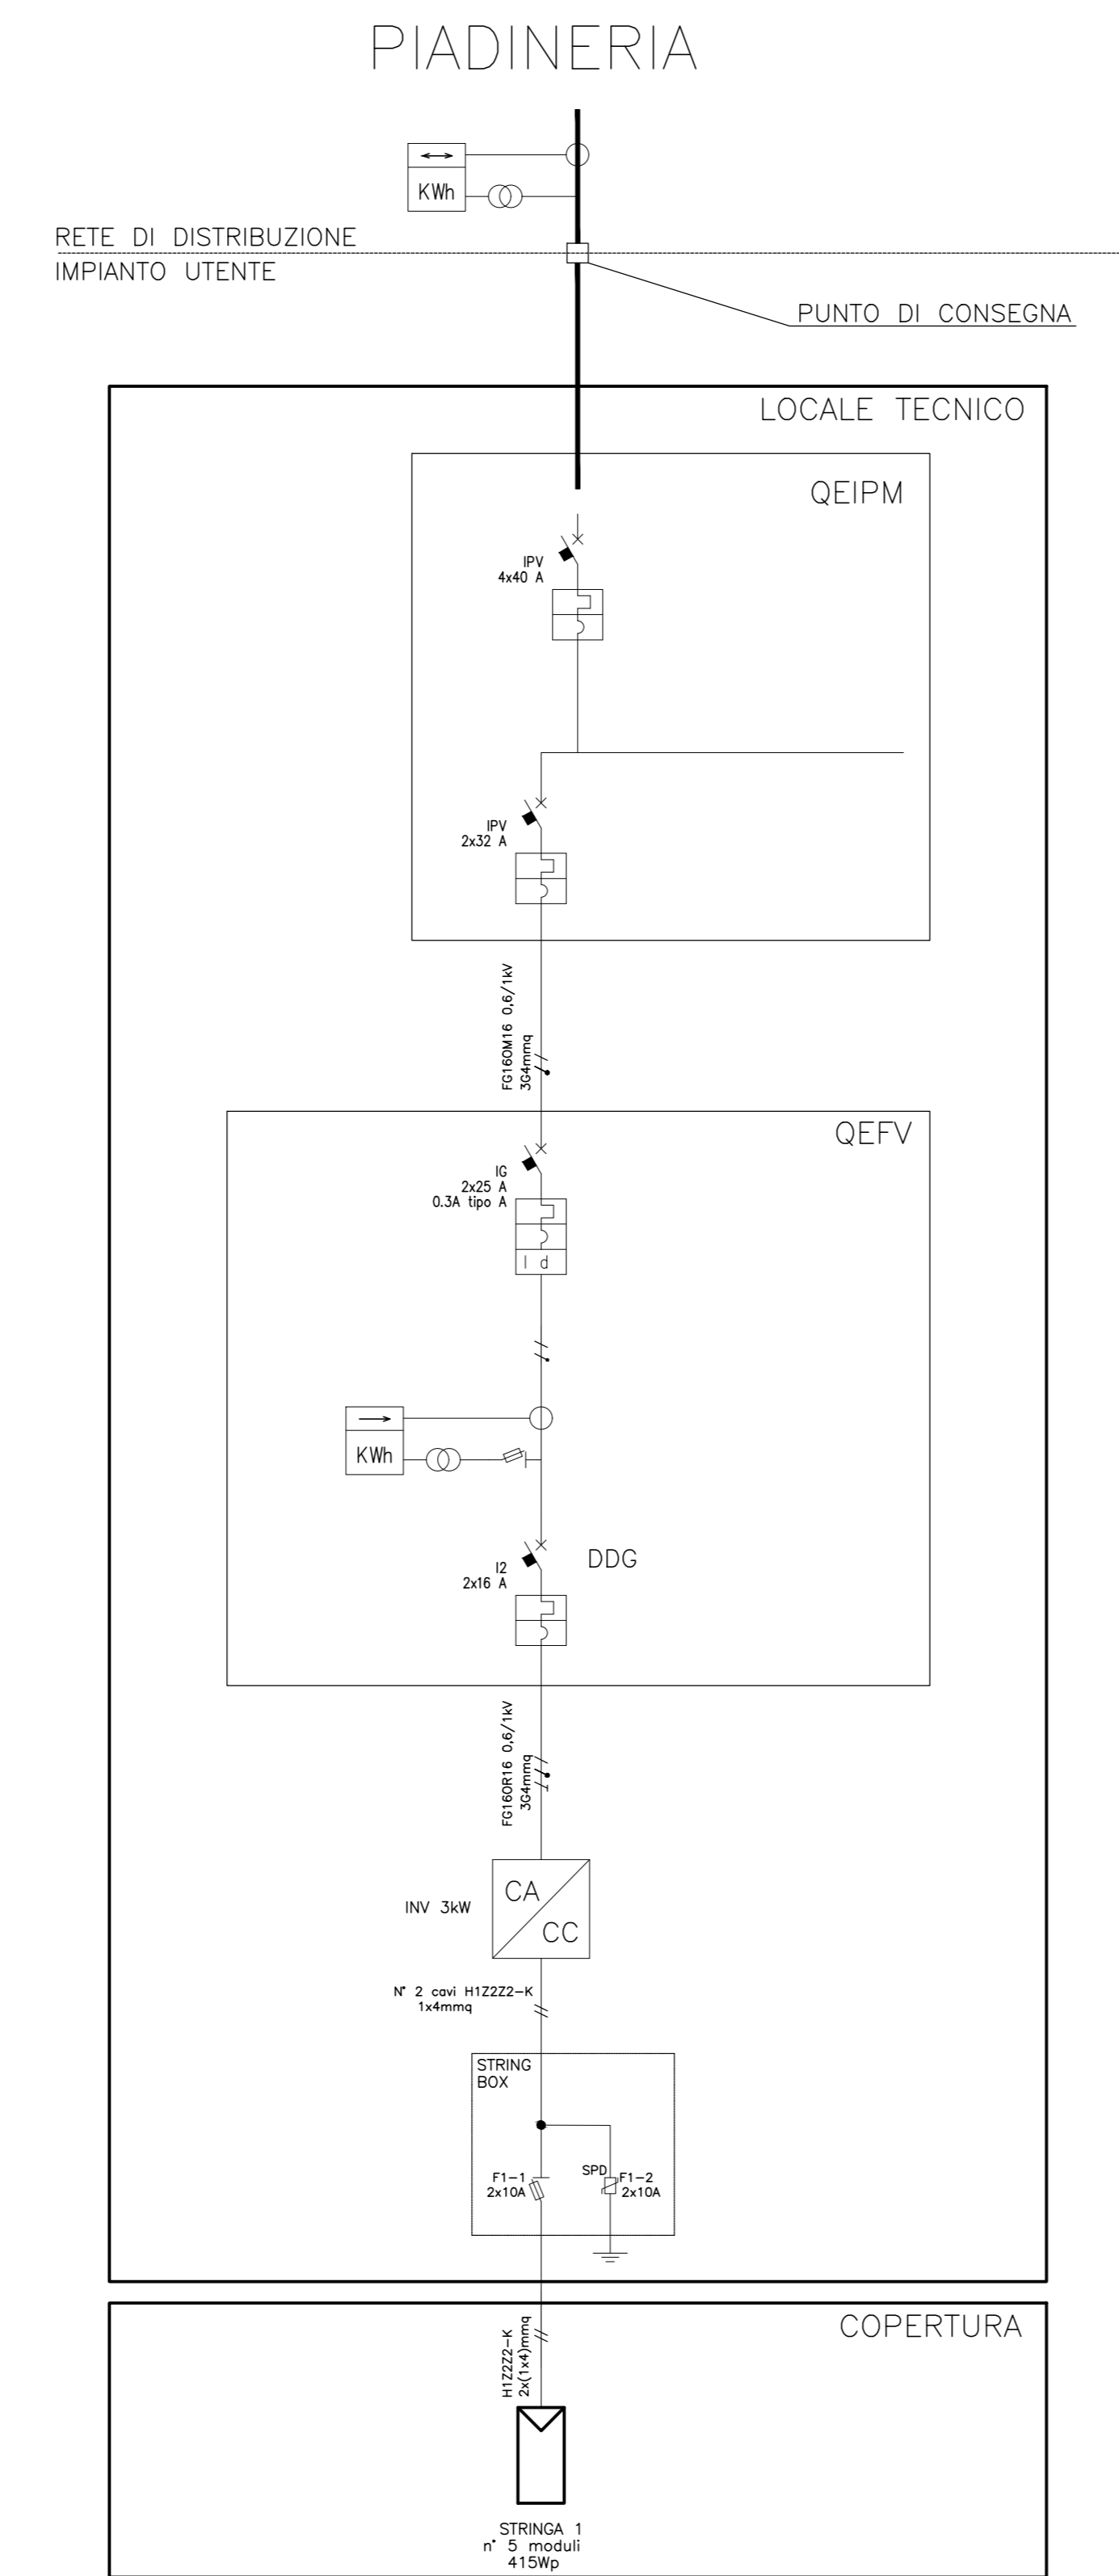 PIADINERIA
KWh
RETE DI DISTRIBUZIONE
IMPIANTO UTENTE
PUNTO DI CONSEGNA
LOCALE TECNICO
QEIPM
IPV
4x40 A
IPV
2x32 A
FG16OM16 0,6/1kV
3G4mmq
QEFV
IG
2x25 A
0.3A tipo A
I d
KWh
DDG
I2
2x16 A
FG16OR16 0,6/1kV
3G4mmq
CA
CC
INV 3kW
N° 2 cavi H1Z2Z2-K
1x4mmq
STRING
BOX
F1-1
2x10A
SPD
F1-2
2x10A
COPERTURA
H1Z2Z2-K
2x(1x4)mmq
STRINGA 1
n° 5 moduli
415Wp